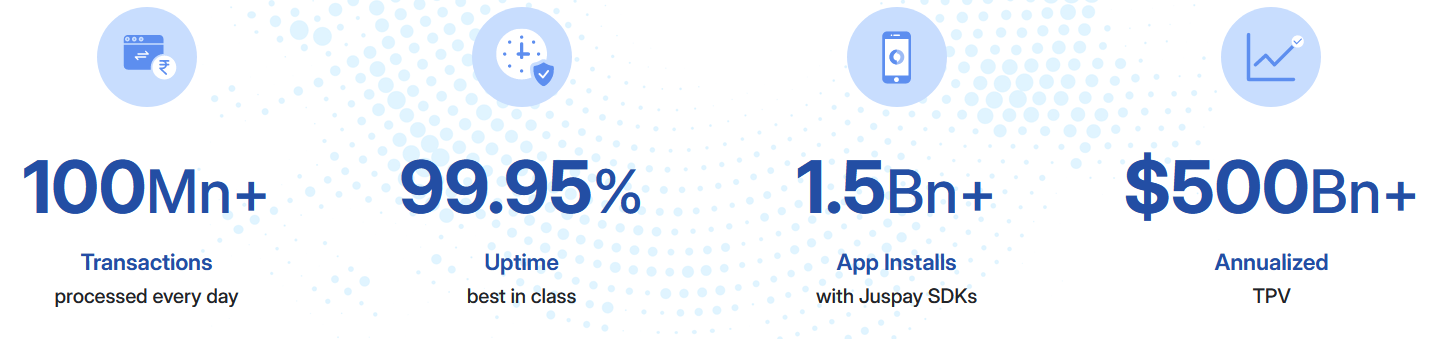 100Mn+
Transactions
processed every day
99.95%
Uptime
best in class
1.5Bn+
App Installs
with Juspay SDKs
$500Bn+
Annualized
TPV